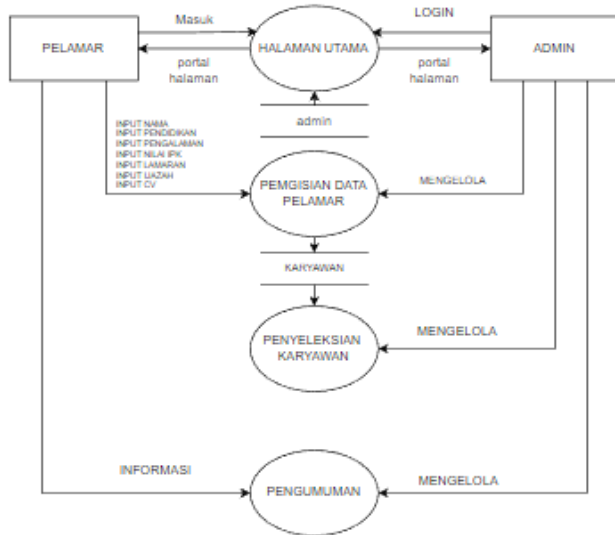 Masuk
LOGIN
PELAMAR
HALAMAN UTAMA
ADMIN
portal
halaman
portal
halaman
admin
INPUT NAMA
INPUT PENDIDIKAN
INPUT PENGALAMAN
INPUT NILAI IPK
INPUT LAMARAN
INPUT IJAZAH
INPUT CV
PEMGISIAN DATA
PELAMAR
MENGELOLA
KARYAWAN
PENYELEKSIAN
KARYAWAN
MENGELOLA
INFORMASI
PENGUMUMAN
MENGELOLA